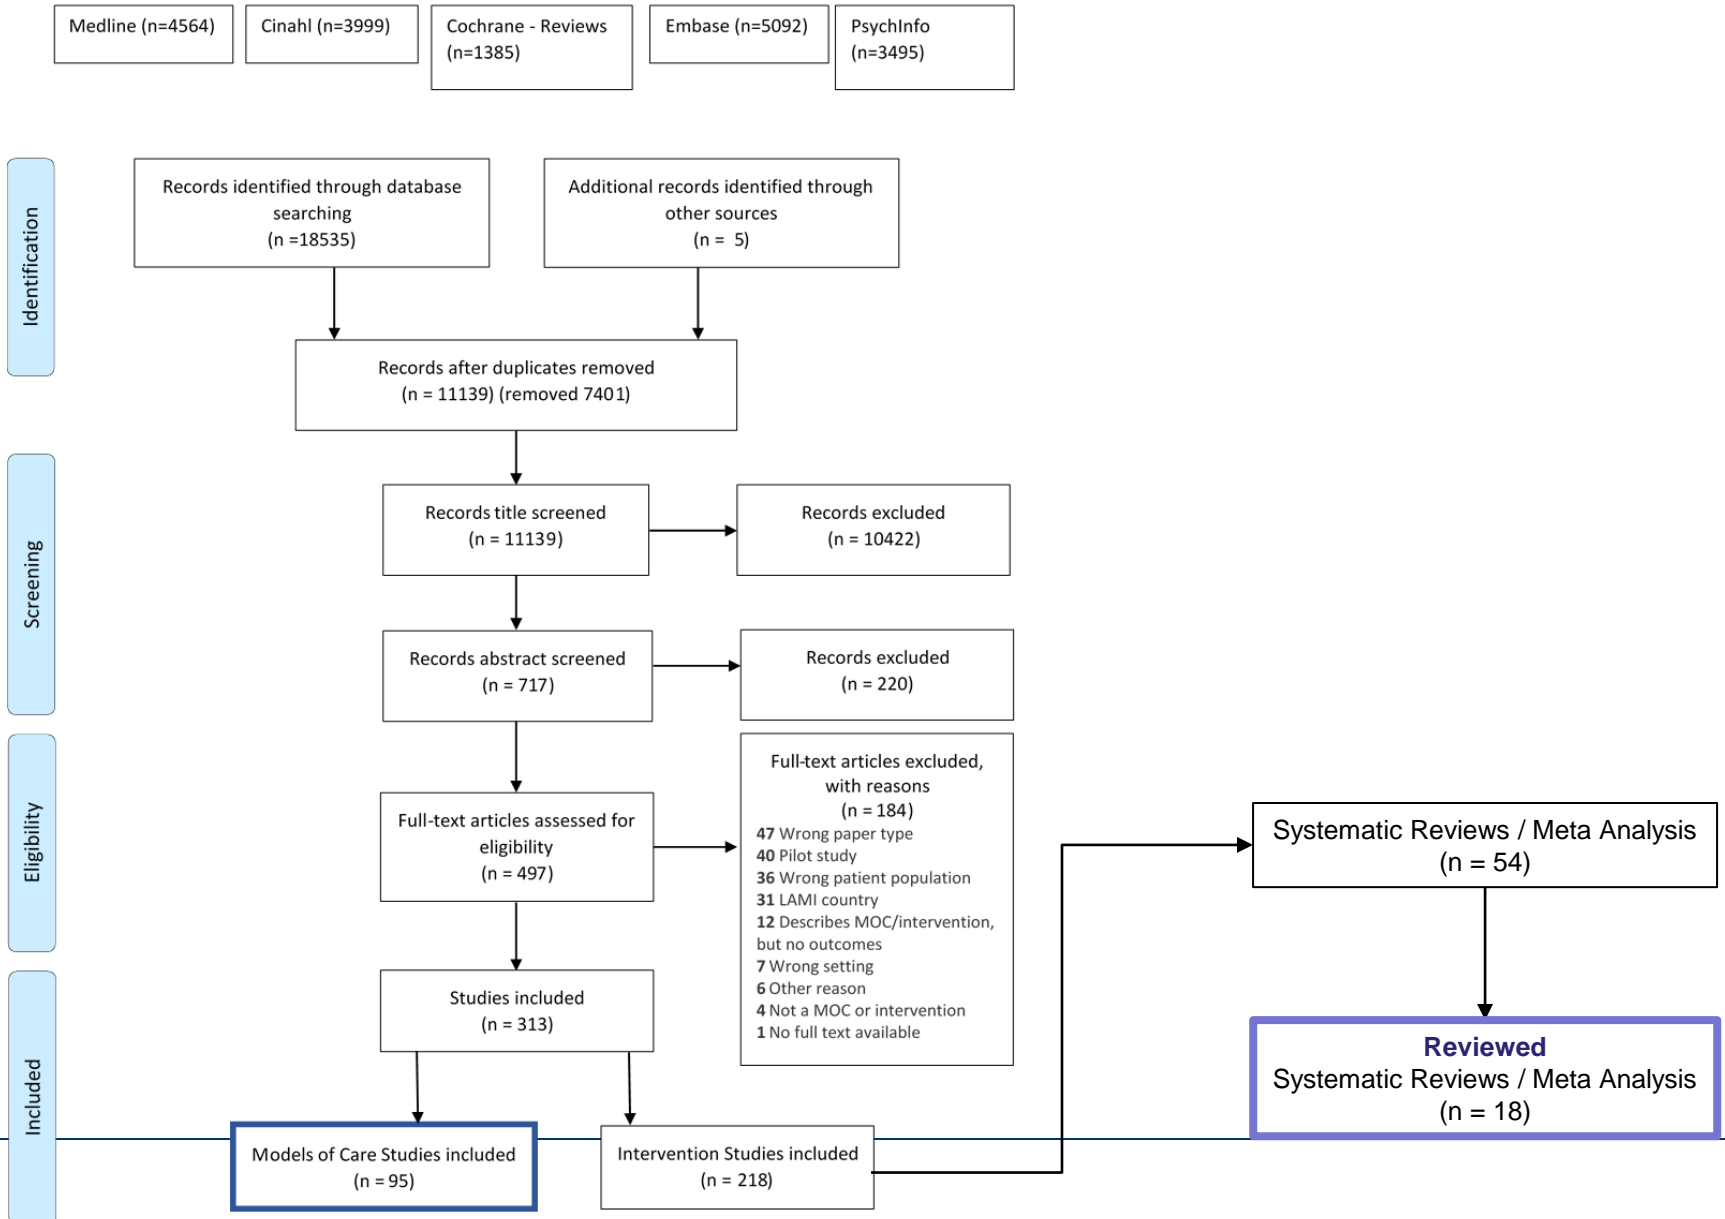 Medline (n=4564)
Cinahl (n=3999)
Cochrane - Reviews
(n=1385)
Embase (n=5092)
PsychInfo
(n=3495)
Identification
Records identified through database
searching
(n =18535)
Additional records identified through
other sources
(n = 5)
Records after duplicates removed
(n = 11139) (removed 7401)
Screening
Records title screened
(n = 11139)
Records excluded
(n = 10422)
Records abstract screened
(n = 717)
Records excluded
(n = 220)
Eligibility
Full-text articles assessed for
eligibility
(n = 497)
Full-text articles excluded,
with reasons
(n = 184)
47 Wrong paper type
40 Pilot study
36 Wrong patient population
31 LAMI country
12 Describes MOC/intervention,
but no outcomes
7 Wrong setting
6 Other reason
4 Not a MOC or intervention
1 No full text available
Systematic Reviews / Meta Analysis
(n = 54)
Included
Studies included
(n = 313)
Reviewed
Systematic Reviews / Meta Analysis
(n = 18)
Models of Care Studies included
(n = 95)
Intervention Studies included
(n = 218)